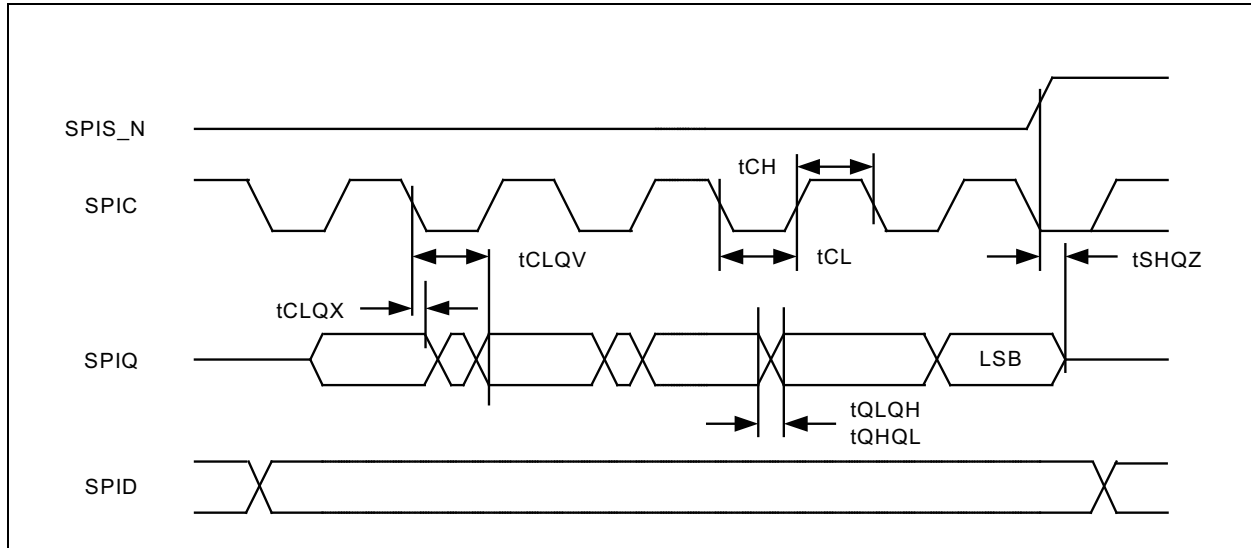 SPIS_N
tCH
SPIC
tCLQV
tCL
tSHQZ
tCLQX
SPIQ
LSB
tQLQH
tQHQL
SPID